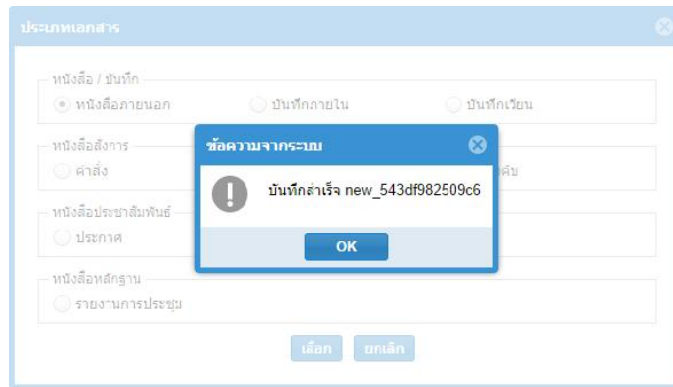 ประเภทเอกสาร
หนังสือ / บันทึก
หนังสือภายนอก บันทึกภายใน บันทึกเวียน
หนังสือสั่งการ
ข้อความจากระบบ
คำสั่ง
บันทึกสำเร็จ new_543df982509c6
หนังสือประชาสัมพันธ์
ประกาศ
OK
หนังสือหลักฐาน
รายงานการประชุม
เลือก ยกเลิก